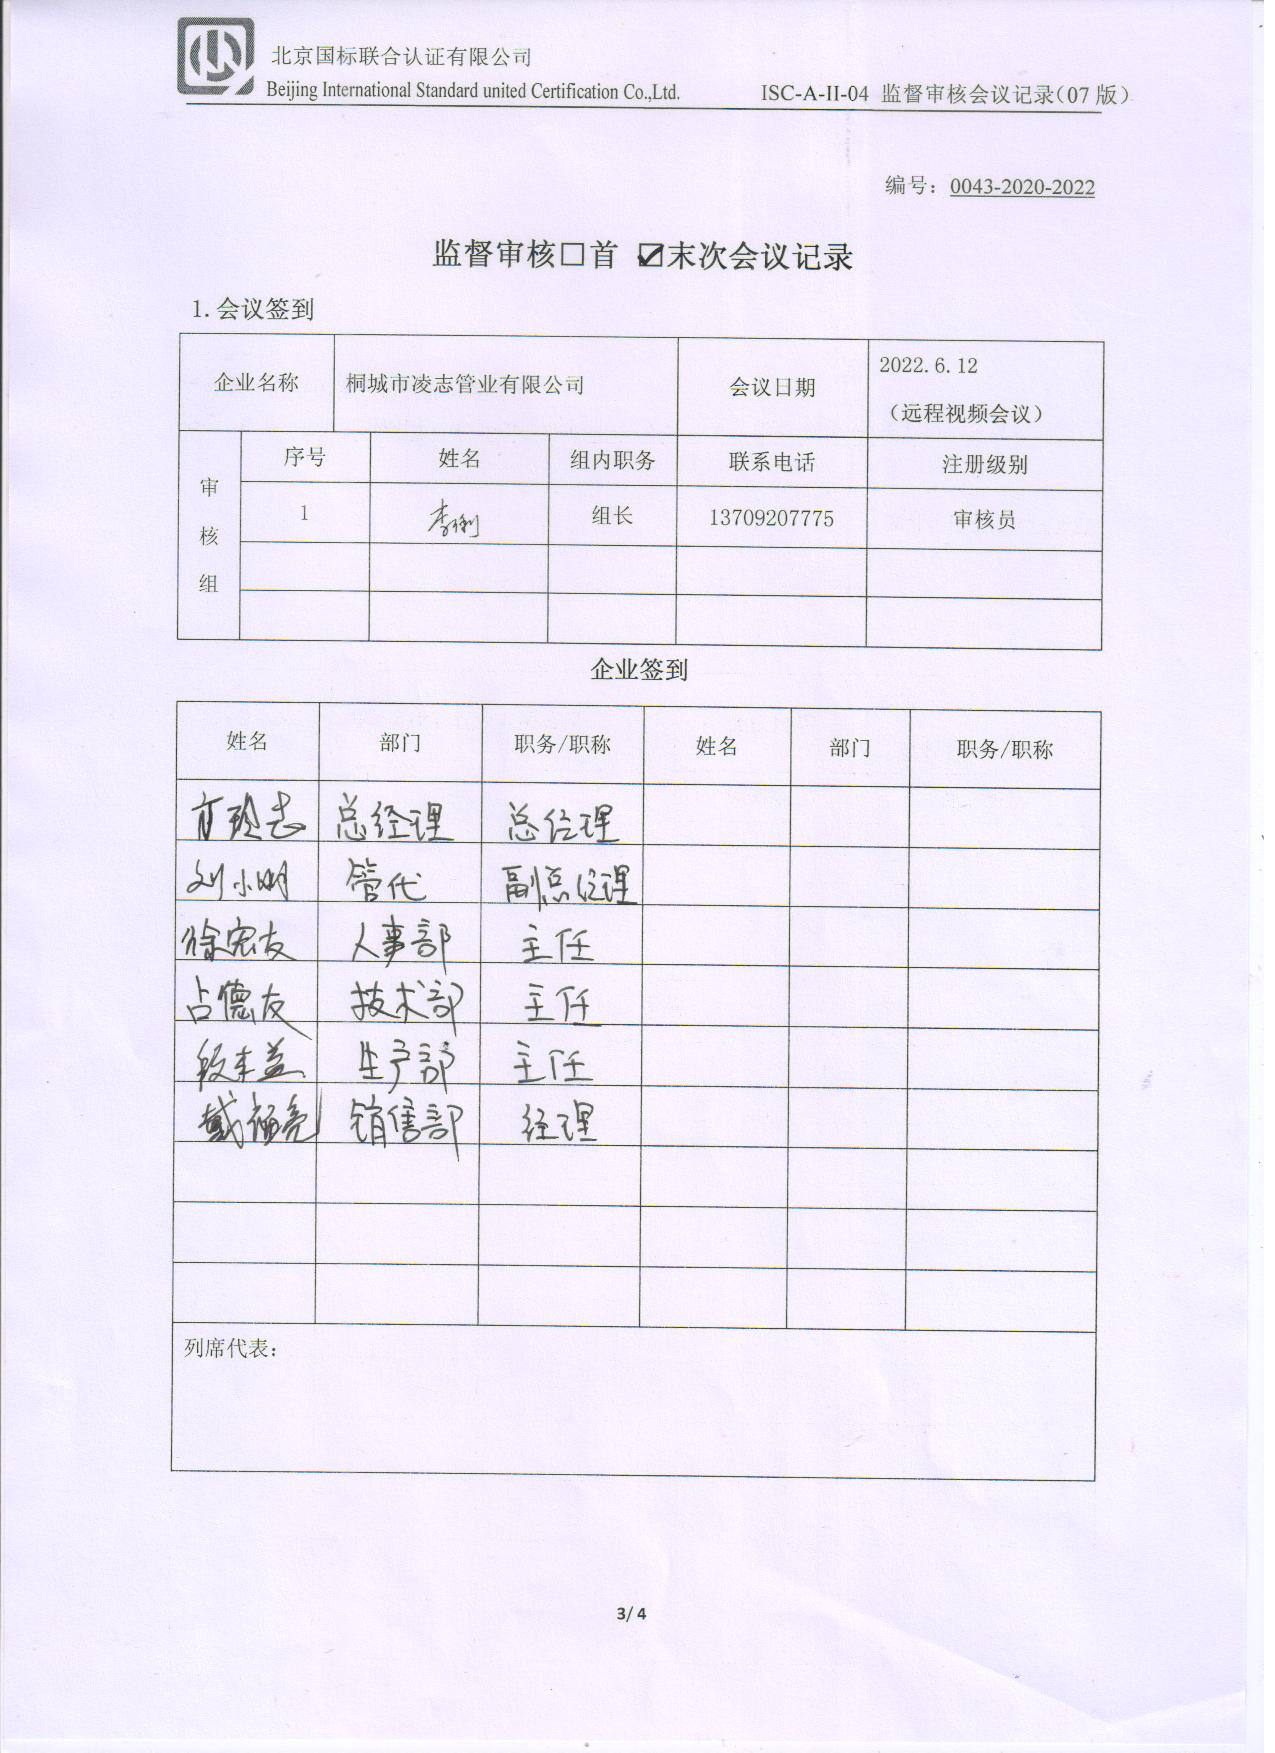 北京国标联合认证有限公司
Beijing International Standard united Certification Co.,Ltd.
ISC-A-II-04 监督审核会议记录(07 版)
编号：0043-2020-2022
监督审核□首 ☑末次会议记录
1.会议签到
企业名称 桐城市凌志管业有限公司 会议日期 2022.6.12
（远程视频会议）
审核组 序号 姓名 组内职务 联系电话 注册级别
1 李俐 组长 13709207775 审核员
企业签到
姓名 部门 职务/职称 姓名 部门 职务/职称
总经理 总经理
刘小明 管代 副总经理
徐宏友 人事部 主任
占德友 技术部 主任
生产部 主任
戴福亮 销售部 经理
列席代表：
3/ 4